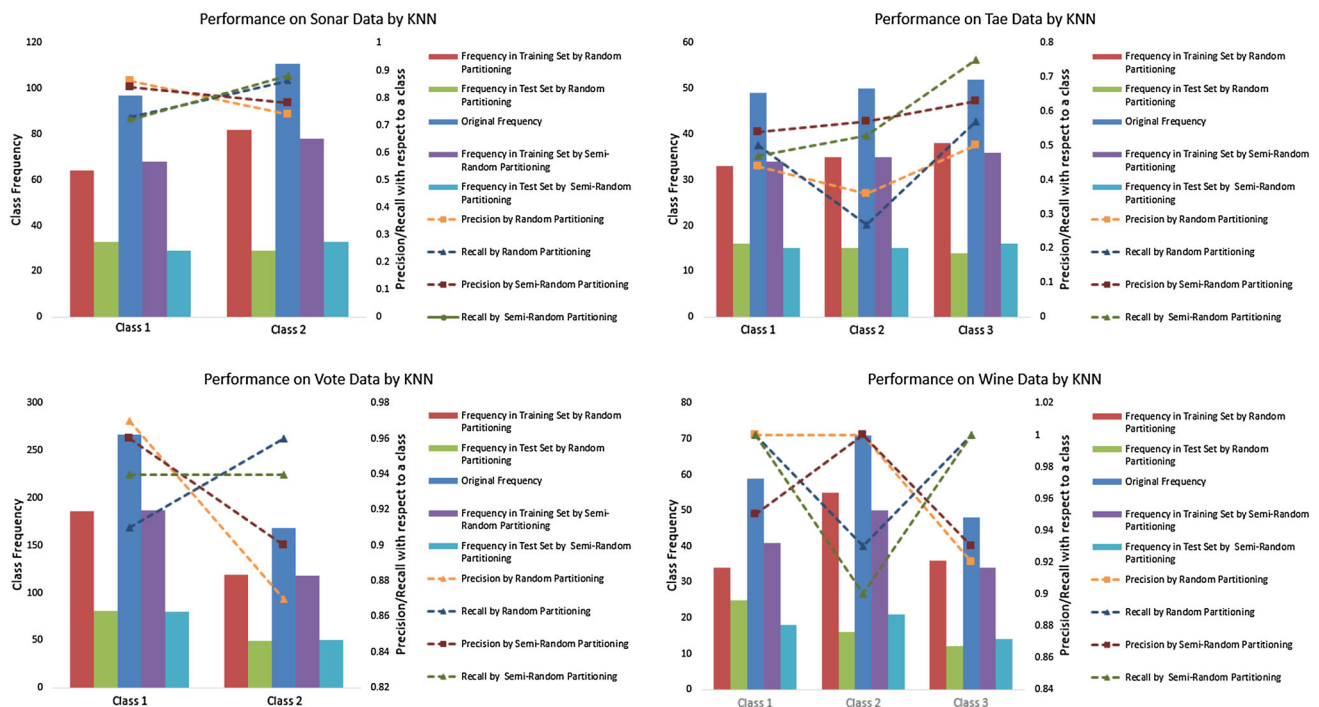 Performance on Sonar Data by KNN
Class Frequency
120
100
80
60
40
20
0
Class 1
Class 2
1
0.9
0.8
0.7
0.6
0.5
0.4
0.3
0.2
0.1
0
Precision/Recall with respect to a class
Frequency in Training Set by Random
Partitioning
Frequency in Test Set by Random
Partitioning
Original Frequency
Frequency in Training Set by Semi-
Random Partitioning
Frequency in Test Set by Semi-Random
Partitioning
Precision by Random Partitioning
Recall by Random Partitioning
Precision by Semi-Random Partitioning
Recall by Semi-Random Partitioning
Performance on Tae Data by KNN
Class Frequency
60
50
40
30
20
10
0
Class 1
Class 2
Class 3
0.8
0.7
0.6
0.5
0.4
0.3
0.2
0.1
0
Precision/Recall with respect to a class
Frequency in Training Set by Random
Partitioning
Frequency in Test Set by Random
Partitioning
Original Frequency
Frequency in Training Set by Semi-
Random Partitioning
Frequency in Test Set by Semi-Random
Partitioning
Precision by Random Partitioning
Recall by Random Partitioning
Precision by Semi-Random Partitioning
Recall by Semi-Random Partitioning
Performance on Vote Data by KNN
Class Frequency
300
250
200
150
100
50
0
Class 1
Class 2
0.98
0.96
0.94
0.92
0.9
0.88
0.86
0.84
0.82
Precision/Recall with respect to a class
Frequency in Training Set by Random
Partitioning
Frequency in Test Set by Random
Partitioning
Original Frequency
Frequency in Training Set by Semi-
Random Partitioning
Frequency in Test Set by Semi-Random
Partitioning
Precision by Random Partitioning
Recall by Random Partitioning
Precision by Semi-Random Partitioning
Recall by Semi-Random Partitioning
Performance on Wine Data by KNN
Class Frequency
80
70
60
50
40
30
20
10
0
Class 1
Class 2
Class 3
1.02
1
0.98
0.96
0.94
0.92
0.9
0.88
0.86
0.84
Precision/Recall with respect to a class
Frequency in Training Set by Random
Partitioning
Frequency in Test Set by Random
Partitioning
Original Frequency
Frequency in Training Set by Semi-
Random Partitioning
Frequency in Test Set by Semi-Random
Partitioning
Precision by Random Partitioning
Recall by Random Partitioning
Precision by Semi-Random Partitioning
Recall by Semi-Random Partitioning